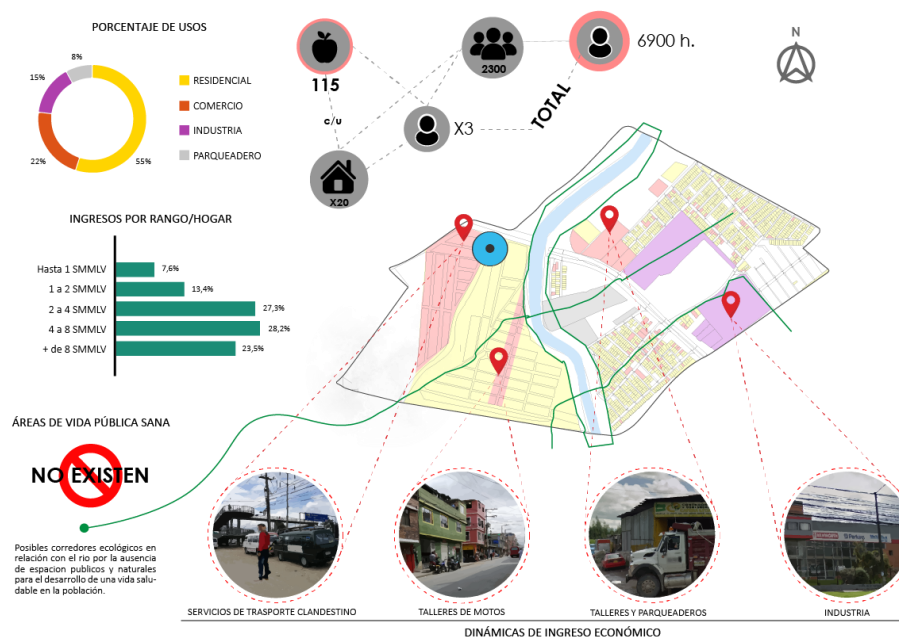 PORCENTAJE DE USOS
8%
15%
22%
55%
RESIDENCIAL
COMERCIO
INDUSTRIA
PARQUEADERO
115
c/u
X20
X3
2300
TOTAL
6900 h.
N
INGRESOS POR RANGO/HOGAR
Hasta 1 SMMLV 7,6%
1 a 2 SMMLV 13,4%
2 a 4 SMMLV 27,3%
4 a 8 SMMLV 28,2%
+ de 8 SMMLV 23,5%
ÁREAS DE VIDA PÚBLICA SANA
NO EXISTEN
Posibles corredores ecológicos en
relación con el rio por la ausencia
de espacion publicos y naturales
para el desarrollo de una vida salu-
dable en la población.
SERVICIOS DE TRASPORTE CLANDESTINO
TALLERES DE MOTOS
TALLERES Y PARQUEADEROS
INDUSTRIA
DINÁMICAS DE INGRESO ECONÓMICO